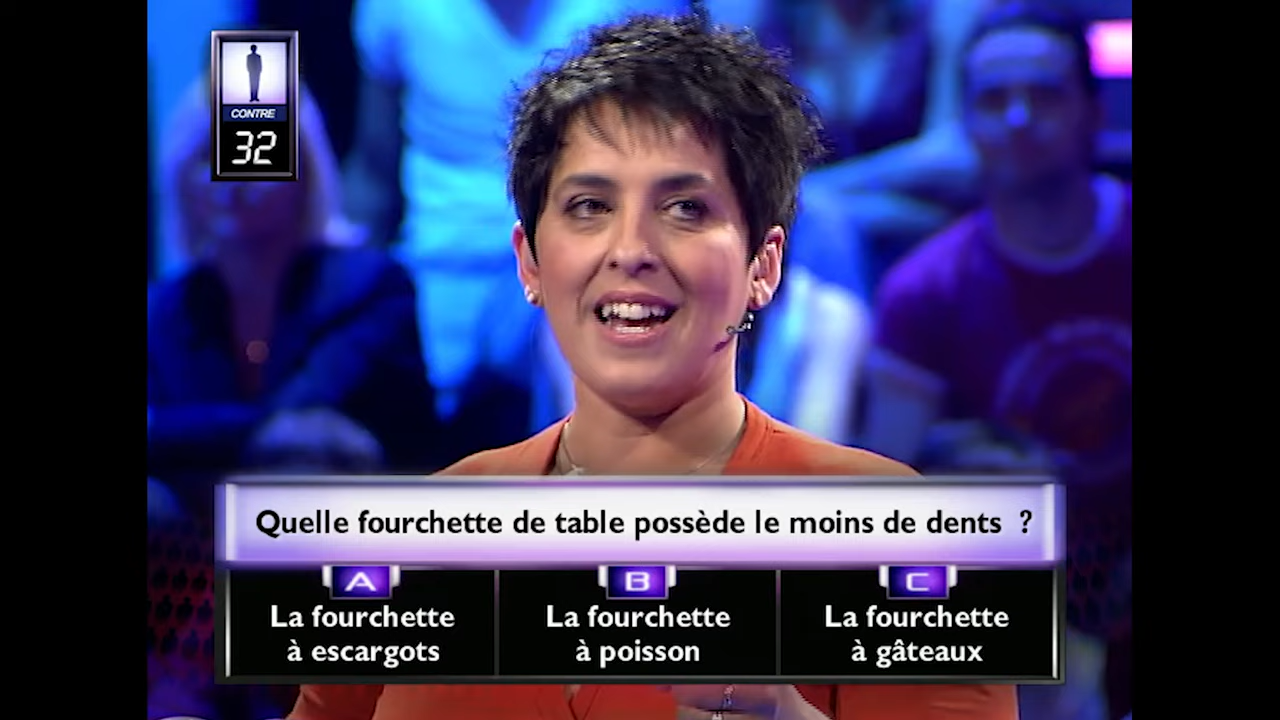 CONTRE
32
Quelle fourchette de table possède le moins de dents ?
A
La fourchette
à escargots
B
La fourchette
à poisson
C
La fourchette
à gâteaux